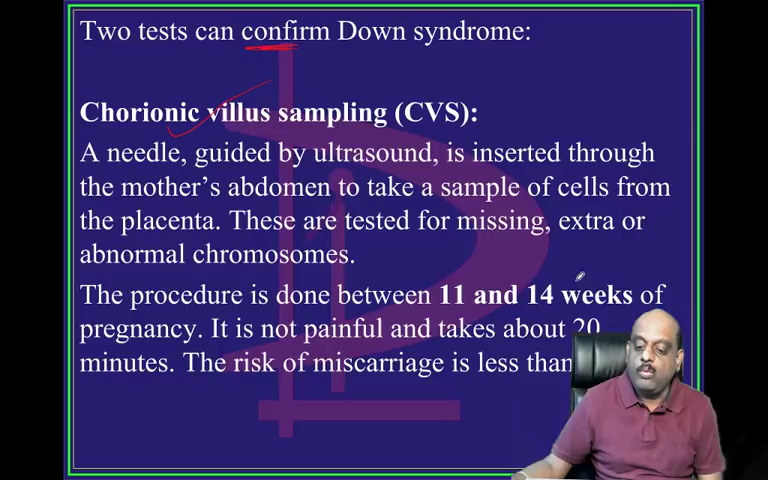 Two tests can confirm Down syndrome:
Chorionic villus sampling (CVS):
A needle, guided by ultrasound, is inserted through
the mother's abdomen to take a sample of cells from
the placenta. These are tested for missing, extra or
abnormal chromosomes.
The procedure is done between 11 and 14 weeks of
pregnancy. It is not painful and takes about 20
minutes. The risk of miscarriage is less than